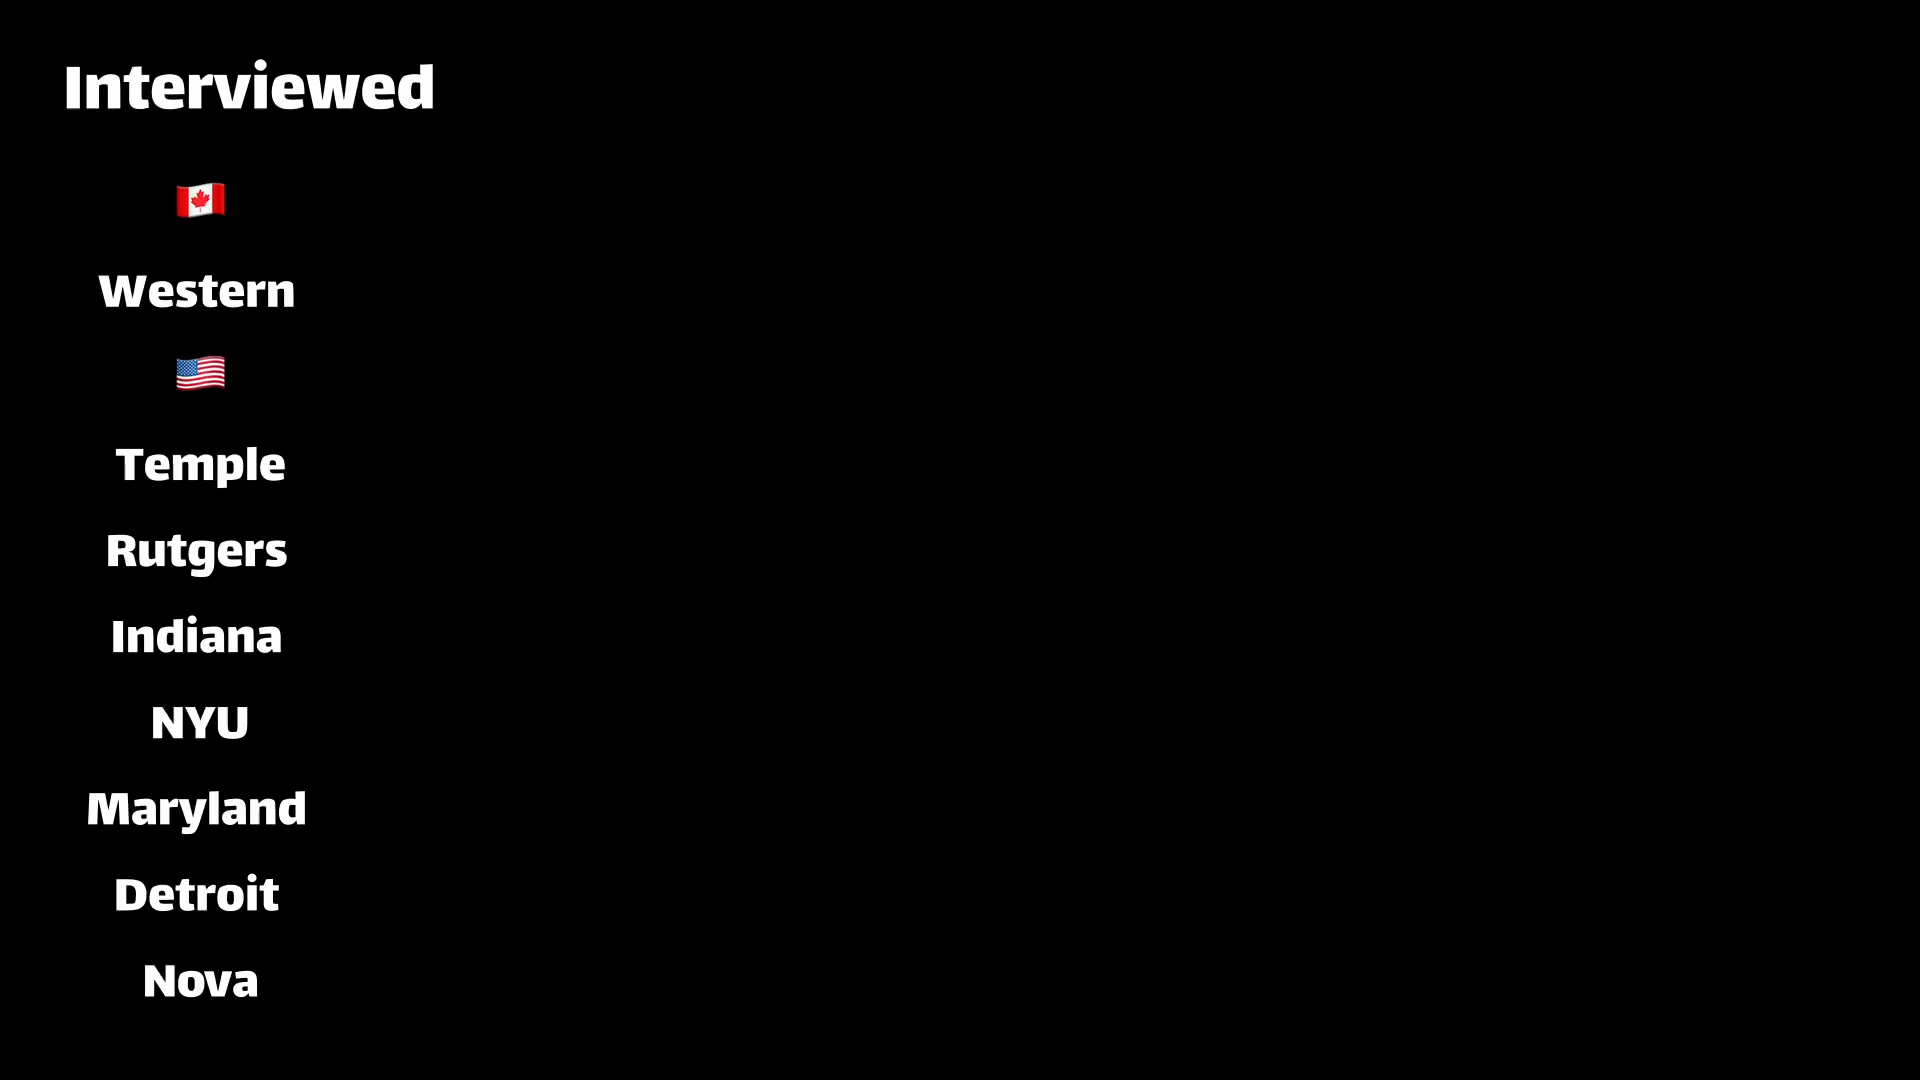 Interviewed
🇨🇦
Western
🇺🇸
Temple
Rutgers
Indiana
NYU
Maryland
Detroit
Nova